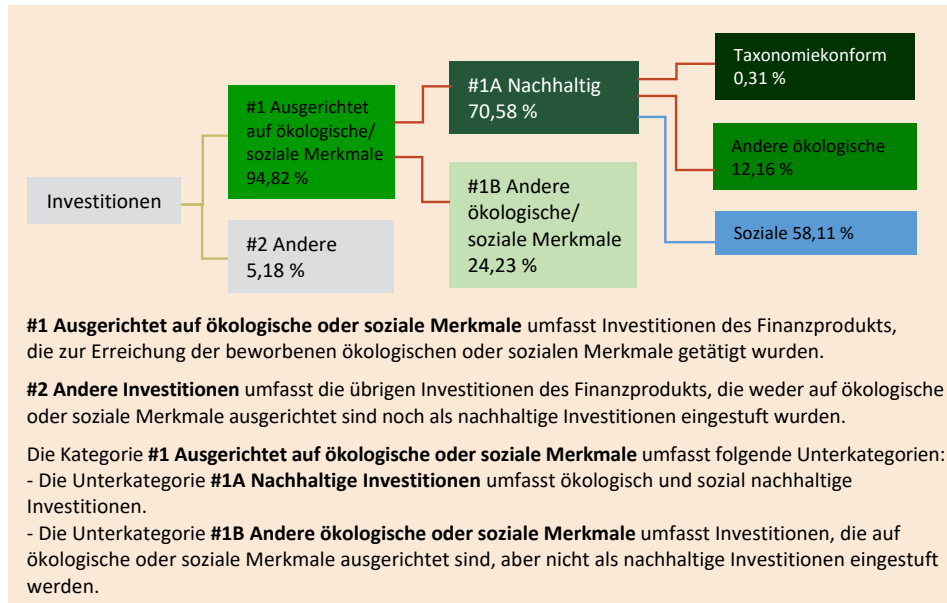 Investitionen
#1 Ausgerichtet
auf ökologische/
soziale Merkmale
94,82 %
#2 Andere
5,18 %
#1A Nachhaltig
70,58 %
#1B Andere
ökologische/
soziale Merkmale
24,23 %
Taxonomiekonform
0,31 %
Andere ökologische
12,16 %
Soziale 58,11 %
#1 Ausgerichtet auf ökologische oder soziale Merkmale umfasst Investitionen des Finanzprodukts,
die zur Erreichung der beworbenen ökologischen oder sozialen Merkmale getätigt wurden.
#2 Andere Investitionen umfasst die übrigen Investitionen des Finanzprodukts, die weder auf ökologische
oder soziale Merkmale ausgerichtet sind noch als nachhaltige Investitionen eingestuft wurden.
Die Kategorie #1 Ausgerichtet auf ökologische oder soziale Merkmale umfasst folgende Unterkategorien:
- Die Unterkategorie #1A Nachhaltige Investitionen umfasst ökologisch und sozial nachhaltige
Investitionen.
- Die Unterkategorie #1B Andere ökologische oder soziale Merkmale umfasst Investitionen, die auf
ökologische oder soziale Merkmale ausgerichtet sind, aber nicht als nachhaltige Investitionen eingestuft
werden.